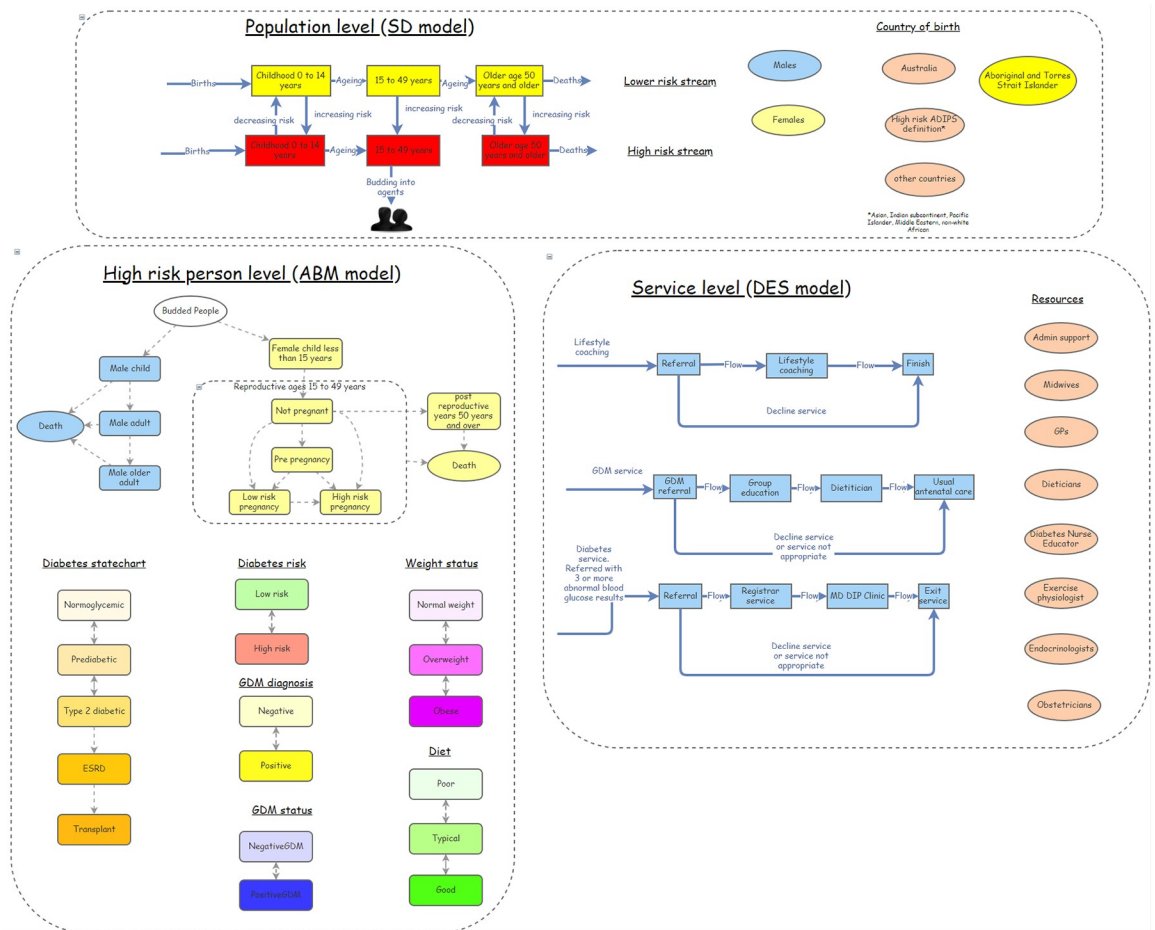 Population level (SD model)
Country of birth
Births
Childhood 0 to 14
years
Ageing
15 to 49 years
Ageing
Older age 50
years and older
Deaths
Lower risk stream
decreasing risk
increasing risk
increasing risk
decreasing risk
increasing risk
Births
Childhood 0 to 14
years
Ageing
15 to 49 years
Older age 50
years and older
Deaths
High risk stream
Budding into
agents
Males
Females
Australia
High risk ADIPS
definition*
other countries
Aboriginal and Torres
Strait Islander
*Asian, Indian subcontinent, Pacific
Islander, Middle Eastern, non-white
African
High risk person level (ABM model)
Budded People
Male child
Female child less
than 15 years
Reproductive ages 15 to 49 years
Death
Male adult
Male older
adult
Not pregnant
Pre pregnancy
Low risk
pregnancy
High risk
pregnancy
post
reproductive
years 50 years
and over
Death
Diabetes statechart
Normoglycemic
Prediabetic
Type 2 diabetic
ESRD
Transplant
Diabetes risk
Low risk
High risk
GDM diagnosis
Negative
Positive
GDM status
NegativeGDM
PositiveGDM
Weight status
Normal weight
Overweight
Obese
Diet
Poor
Typical
Good
Service level (DES model)
Lifestyle
coaching
Referral
Flow
Lifestyle
coaching
Flow
Finish
Decline service
GDM service
GDM
referral
Flow
Group
education
Flow
Dietitician
Flow
Usual
antenatal care
Decline service
or service not
appropriate
Diabetes
service.
Referred with
3 or more
abnormal blood
glucose results
Referral
Flow
Registrar
service
Flow
MD DIP Clinic
Flow
Exit
service
Decline service
or service not
appropriate
Resources
Admin support
Midwives
GPs
Dieticians
Diabetes Nurse
Educator
Exercise
physiologist
Endocrinologists
Obstetricians